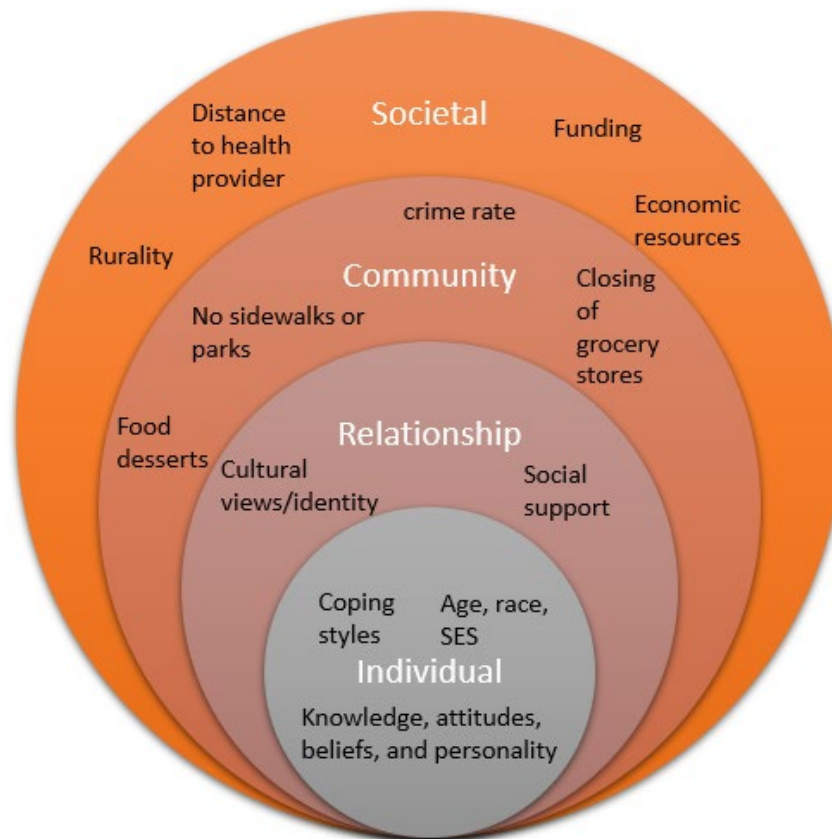 Societal
Distance
to health
provider
Funding
Rurality
Economic
resources
crime rate
Community
No sidewalks or
parks
Closing
of
grocery
stores
Food
desserts
Relationship
Cultural
views/identity
Social
support
Coping
styles
Age, race,
SES
Individual
Knowledge, attitudes,
beliefs, and personality